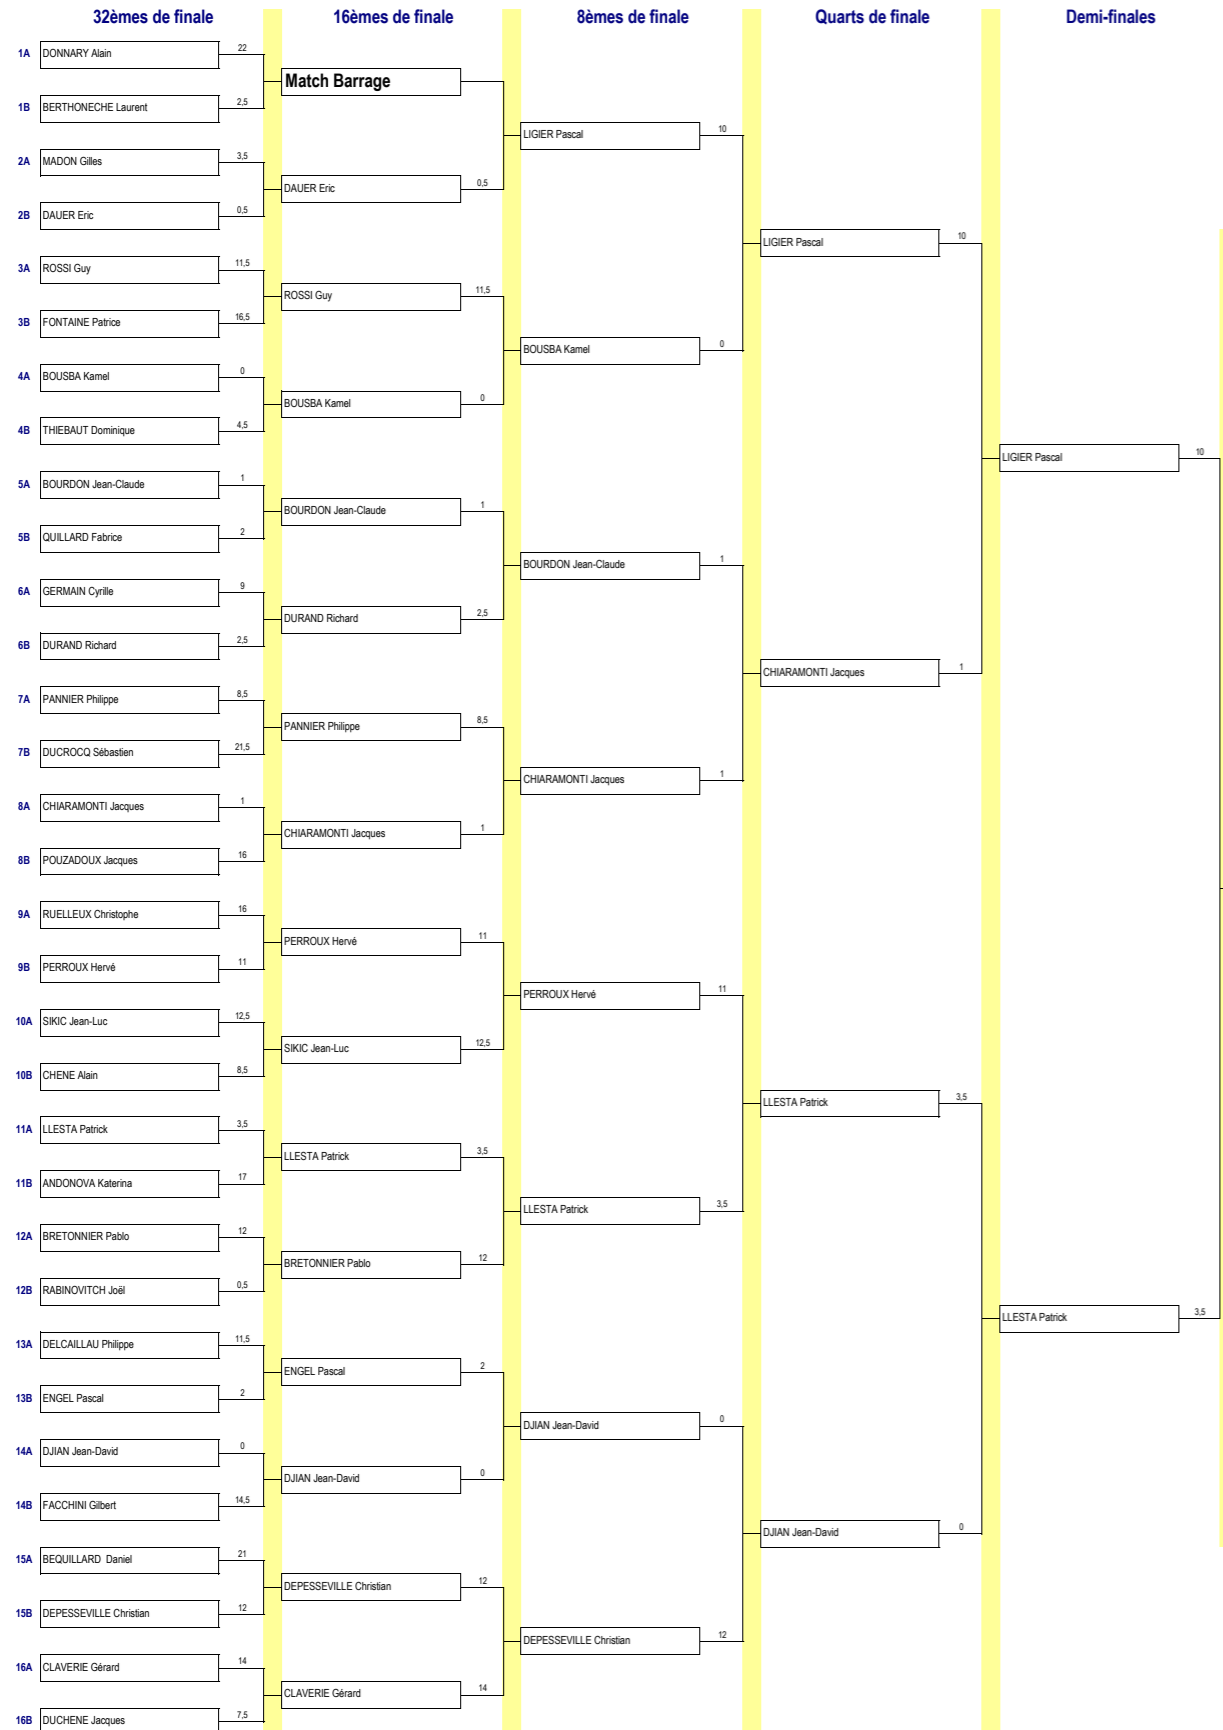 32èmes de finale 16èmes de finale 8èmes de finale Quarts de finale Demi-finales
1A DONNARY Alain 22
Match Barrage
1B BERTHONECHE Laurent 2,5
LIGIER Pascal 10
2A MADON Gilles 3,5
DAUER Eric 0,5
2B DAUER Eric 0,5
LIGIER Pascal 10
3A ROSSI Guy 11,5
ROSSI Guy 11,5
3B FONTAINE Patrice 16,5
BOUSBA Kamel 0
4A BOUSBA Kamel 0
BOUSBA Kamel 0
4B THIEBAUT Dominique 4,5
LIGIER Pascal 10
5A BOURDON Jean-Claude 1
BOURDON Jean-Claude 1
5B QUILLARD Fabrice 2
BOURDON Jean-Claude 1
6A GERMAIN Cyrille 9
DURAND Richard 2,5
6B DURAND Richard 2,5
CHIARAMONTI Jacques 1
7A PANNIER Philippe 8,5
PANNIER Philippe 8,5
7B DUCROCQ Sébastien 21,5
CHIARAMONTI Jacques 1
8A CHIARAMONTI Jacques 1
CHIARAMONTI Jacques 1
8B POUZADOUX Jacques 16
9A RUELLEUX Christophe 16
PERROUX Hervé 11
9B PERROUX Hervé 11
PERROUX Hervé 11
10A SIKIC Jean-Luc 12,5
SIKIC Jean-Luc 12,5
10B CHENE Alain 8,5
LLESTA Patrick 3,5
11A LLESTA Patrick 3,5
LLESTA Patrick 3,5
11B ANDONOVA Katerina 17
LLESTA Patrick 3,5
12A BRETONNIER Pablo 12
BRETONNIER Pablo 12
12B RABINOVITCH Joël 0,5
LLESTA Patrick 3,5
13A DELCAILLAU Philippe 11,5
ENGEL Pascal 2
13B ENGEL Pascal 2
DJIAN Jean-David 0
14A DJIAN Jean-David 0
DJIAN Jean-David 0
14B FACCHINI Gilbert 14,5
DJIAN Jean-David 0
15A BEQUILLARD Daniel 21
DEPESSEVILLE Christian 12
15B DEPESSEVILLE Christian 12
DEPESSEVILLE Christian 12
16A CLAVERIE Gérard 14
CLAVERIE Gérard 14
16B DUCHENE Jacques 7,5